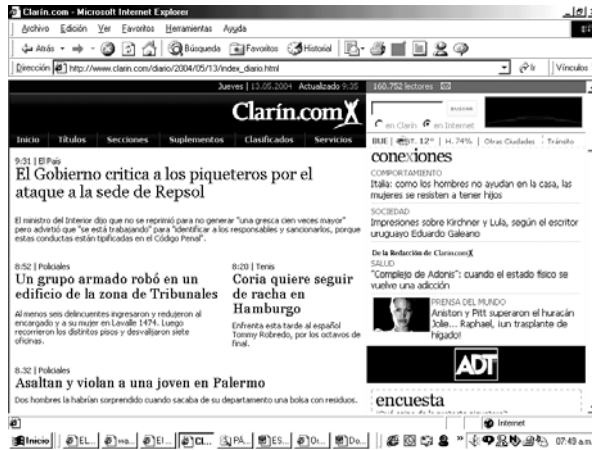 Clarín.com - Microsoft Internet Explorer
Archivo Edición Ver Favoritos Herramientas Ayuda
Atrás Búsqueda Favoritos Historial
Dirección http://www.clarin.com/diario/2004/05/13/index_diario.html Ir Vínculos
Jueves | 13.05.2004 Actualizado 9:35 160.752 lectores
Clarín.comX
BUSCAR
en Clarín en Internet
Inicio Títulos Secciones Suplementos Clasificados Servicios
BUE | ST. 12° | H. 74% | Otras Ciudades Tránsito
9:31 | El País
El Gobierno critica a los piqueteros por el
ataque a la sede de Repsol
El ministro del Interior dijo que no se reprimió para no generar "una gresca cien veces mayor"
pero advirtió que "se está trabajando" para "identificar a los responsables y sancionarlos, porque
estas conductas están tipificadas en el Código Penal".
8:52 | Policiales
Un grupo armado robó en un
edificio de la zona de Tribunales
Al menos seis delincuentes ingresaron y redujeron al
encargado y a su mujer en Lavalle 1474. Luego
recorrieron los distintos pisos y desvalijaron siete
oficinas.
8:20 | Tenis
Coria quiere seguir
de racha en
Hamburgo
Enfrenta esta tarde al español
Tommy Robredo, por los octavos de
final.
8.32 | Policiales
Asaltan y violan a una joven en Palermo
Dos hombres la habrían sorprendido cuando sacaba de su departamento una bolsa con residuos.
conexiones
COMPORTAMIENTO
Italia: como los hombres no ayudan en la casa, las
mujeres se resisten a tener hijos
SOCIEDAD
Impresiones sobre Kirchner y Lula, según el escritor
uruguayo Eduardo Galeano
De la Redacción de Clarín.comX
SALUD
"Complejo de Adonis": cuando el estado físico se
vuelve una adicción
PRENSA DEL MUNDO
Aniston y Pitt superaron el huracán
Jolie... Raphael, ¡un trasplante de
hígado!
ADT
encuesta
Internet
Inicio EL... Ha... El... Cl... PÁ... ES... Do... 07:49 a.m.